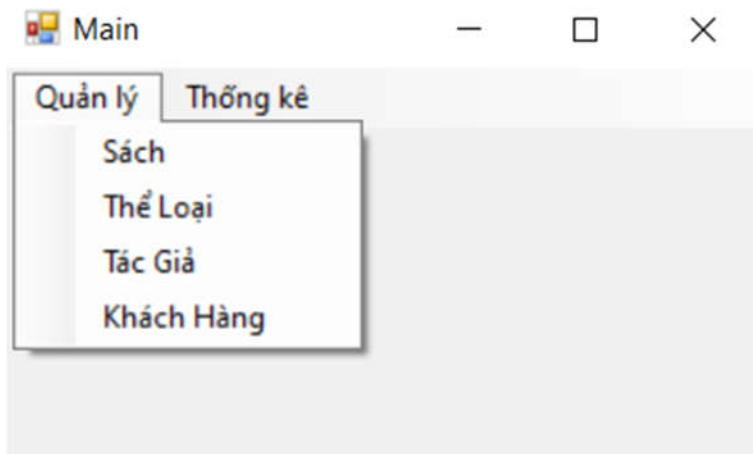 Main
Quản lý Thống kê
Sách
Thể Loại
Tác Giả
Khách Hàng